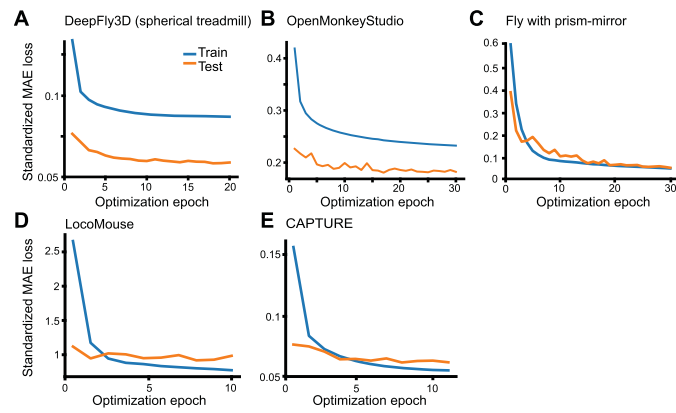 A DeepFly3D (spherical treadmill)
Standardized MAE loss
0.1
0.05
0 5 10 15 20
Optimization epoch
Train
Test
B OpenMonkeyStudio
0.4
0.3
0.2
0 10 20 30
Optimization epoch
C Fly with prism-mirror
0.6
0.5
0.4
0.3
0.2
0.1
0
0 10 20 30
Optimization epoch
D LocoMouse
Standardized MAE loss
2.5
2
1.5
1
0 5 10
Optimization epoch
E CAPTURE
0.15
0.1
0.05
0 5 10
Optimization epoch